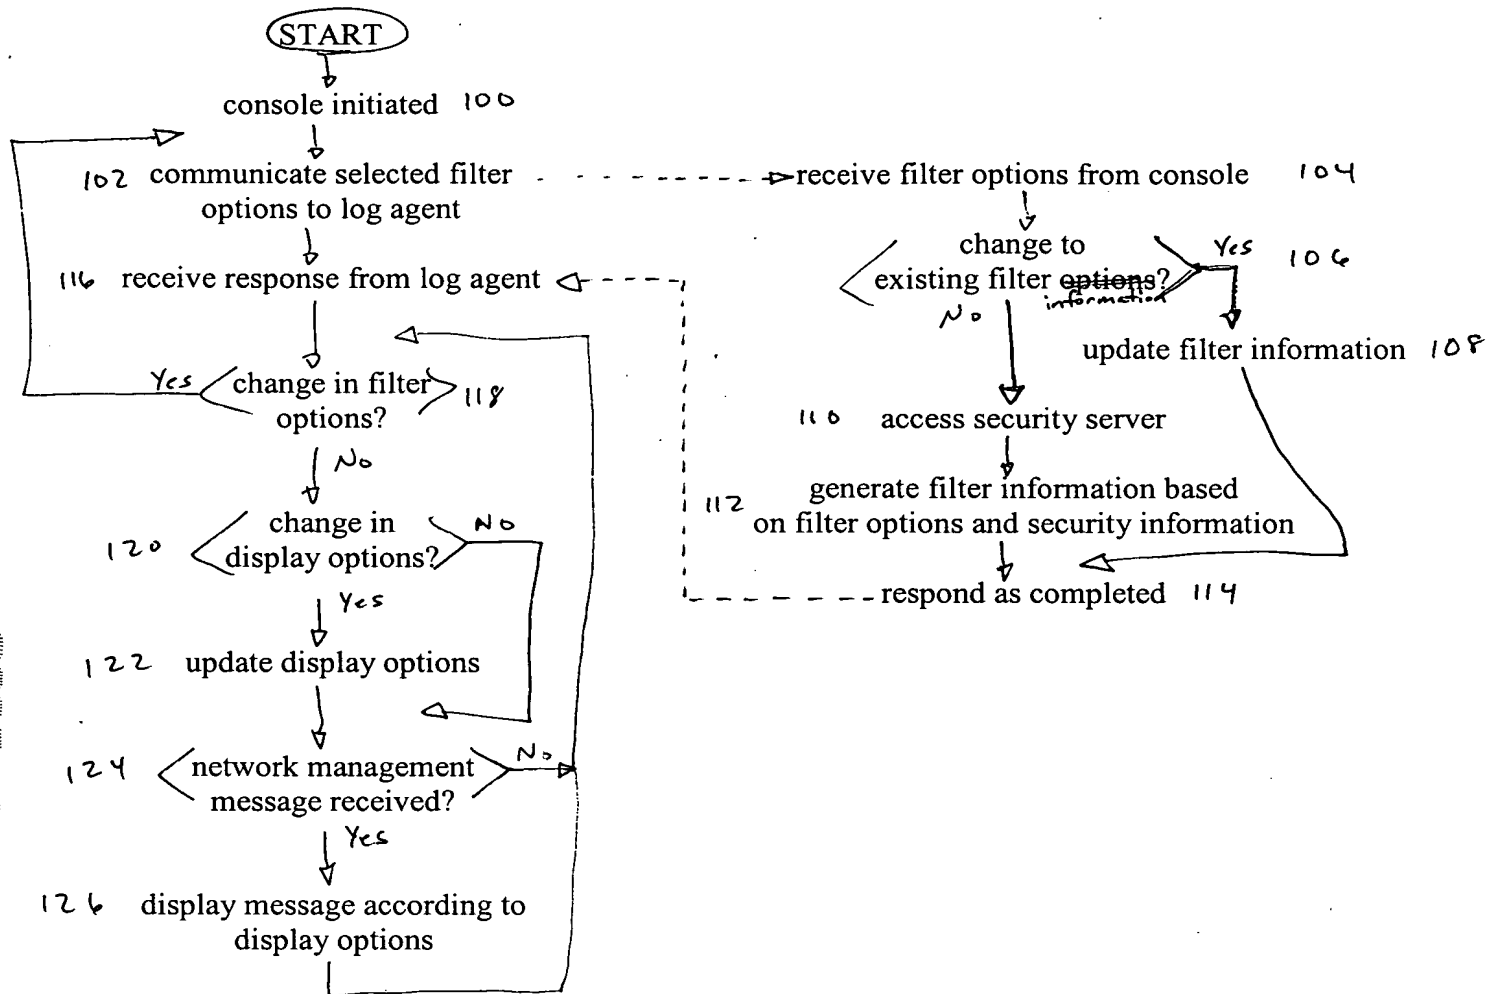 START
console initiated 100
102 communicate selected filter
options to log agent
116 receive response from log agent
Yes change in filter 118
options?
No
change in No
120 display options?
Yes
122 update display options
124 network management No
message received?
Yes
126 display message according to
display options
receive filter options from console 104
change to Yes 106
existing filter options?
information
No
update filter information 108
110 access security server
112 generate filter information based
on filter options and security information
respond as completed 114